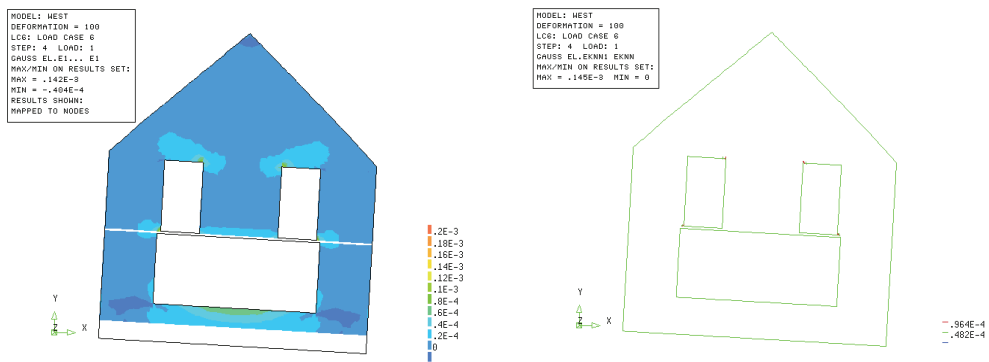 MODEL: WEST
DEFORMATION = 100
LC6: LOAD CASE 6
STEP: 4 LOAD: 1
GAUSS EL.E1... E1
MAX/MIN ON RESULTS SET:
MAX = .142E-3
MIN = -.404E-4
RESULTS SHOWN:
MAPPED TO NODES
.2E-3
.18E-3
.16E-3
.14E-3
.12E-3
.1E-3
.8E-4
.6E-4
.4E-4
.2E-4
0
Y
Z X
MODEL: WEST
DEFORMATION = 100
LC6: LOAD CASE 6
STEP: 4 LOAD: 1
GAUSS EL.EKNN1 EKNN
MAX/MIN ON RESULTS SET:
MAX = .145E-3 MIN = 0
Y
Z X
.964E-4
.482E-4